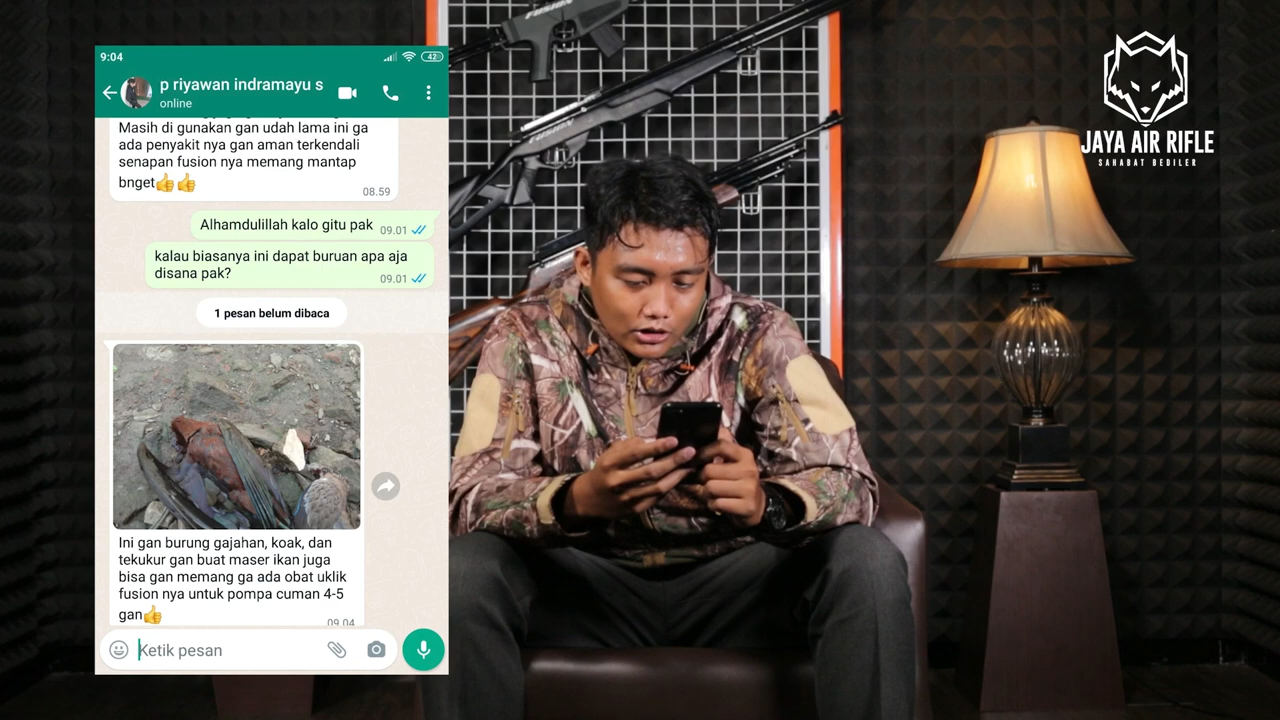 9:04
42
p riyawan indramayu s
online
Masih di gunakan gan udah lama ini ga
ada penyakit nya gan aman terkendali
senapan fusion nya memang mantap
bnget👍👍
08.59
Alhamdulillah kalo gitu pak 09.01
kalau biasanya ini dapat buruan apa aja
disana pak?
09.01
1 pesan belum dibaca
Ini gan burung gajahan, koak, dan
tekukur gan buat maser ikan juga
bisa gan memang ga ada obat uklik
fusion nya untuk pompa cuman 4-5
gan👍
09.04
Ketik pesan
FUSION
FUSION
JAYA AIR RIFLE
SAHABAT BEDILER